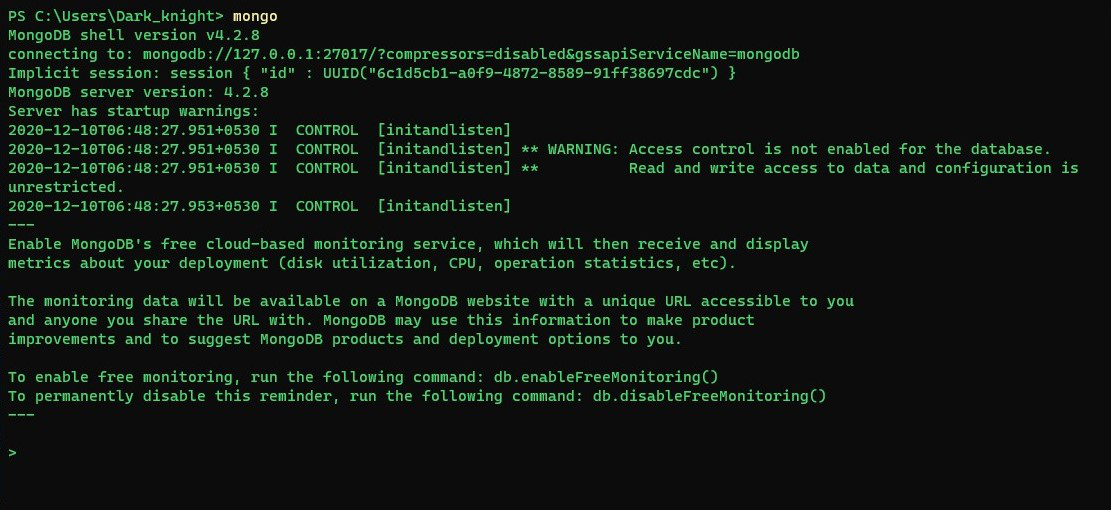 PS C:\Users\Dark_knight> mongo
MongoDB shell version v4.2.8
connecting to: mongodb://127.0.0.1:27017/?compressors=disabled&gssapiServiceName=mongodb
Implicit session: session { "id" : UUID("6c1d5cb1-a0f9-4872-8589-91ff38697cdc") }
MongoDB server version: 4.2.8
Server has startup warnings:
2020-12-10T06:48:27.951+0530 I  CONTROL  [initandlisten]
2020-12-10T06:48:27.951+0530 I  CONTROL  [initandlisten] ** WARNING: Access control is not enabled for the database.
2020-12-10T06:48:27.951+0530 I  CONTROL  [initandlisten] **          Read and write access to data and configuration is
unrestricted.
2020-12-10T06:48:27.953+0530 I  CONTROL  [initandlisten]
---
Enable MongoDB's free cloud-based monitoring service, which will then receive and display
metrics about your deployment (disk utilization, CPU, operation statistics, etc).

The monitoring data will be available on a MongoDB website with a unique URL accessible to you
and anyone you share the URL with. MongoDB may use this information to make product
improvements and to suggest MongoDB products and deployment options to you.

To enable free monitoring, run the following command: db.enableFreeMonitoring()
To permanently disable this reminder, run the following command: db.disableFreeMonitoring()
---

>